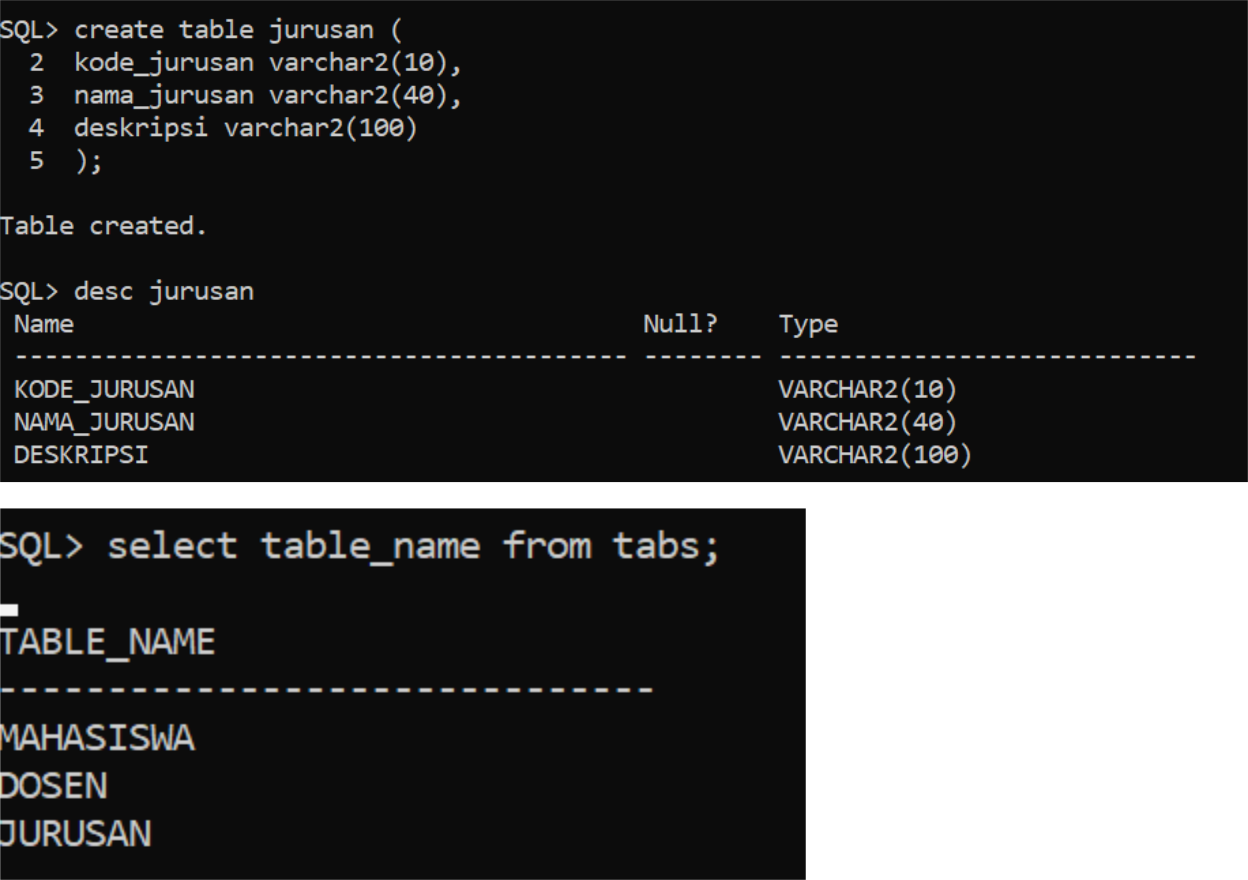 SQL> create table jurusan (
2 kode_jurusan varchar2(10),
3 nama_jurusan varchar2(40),
4 deskripsi varchar2(100)
5 );
Table created.
SQL> desc jurusan
Name Null? Type
----------------------------------------- -------- ----------------------------
KODE_JURUSAN VARCHAR2(10)
NAMA_JURUSAN VARCHAR2(40)
DESKRIPSI VARCHAR2(100)
SQL> select table_name from tabs;
TABLE_NAME
------------------------------
MAHASISWA
DOSEN
JURUSAN